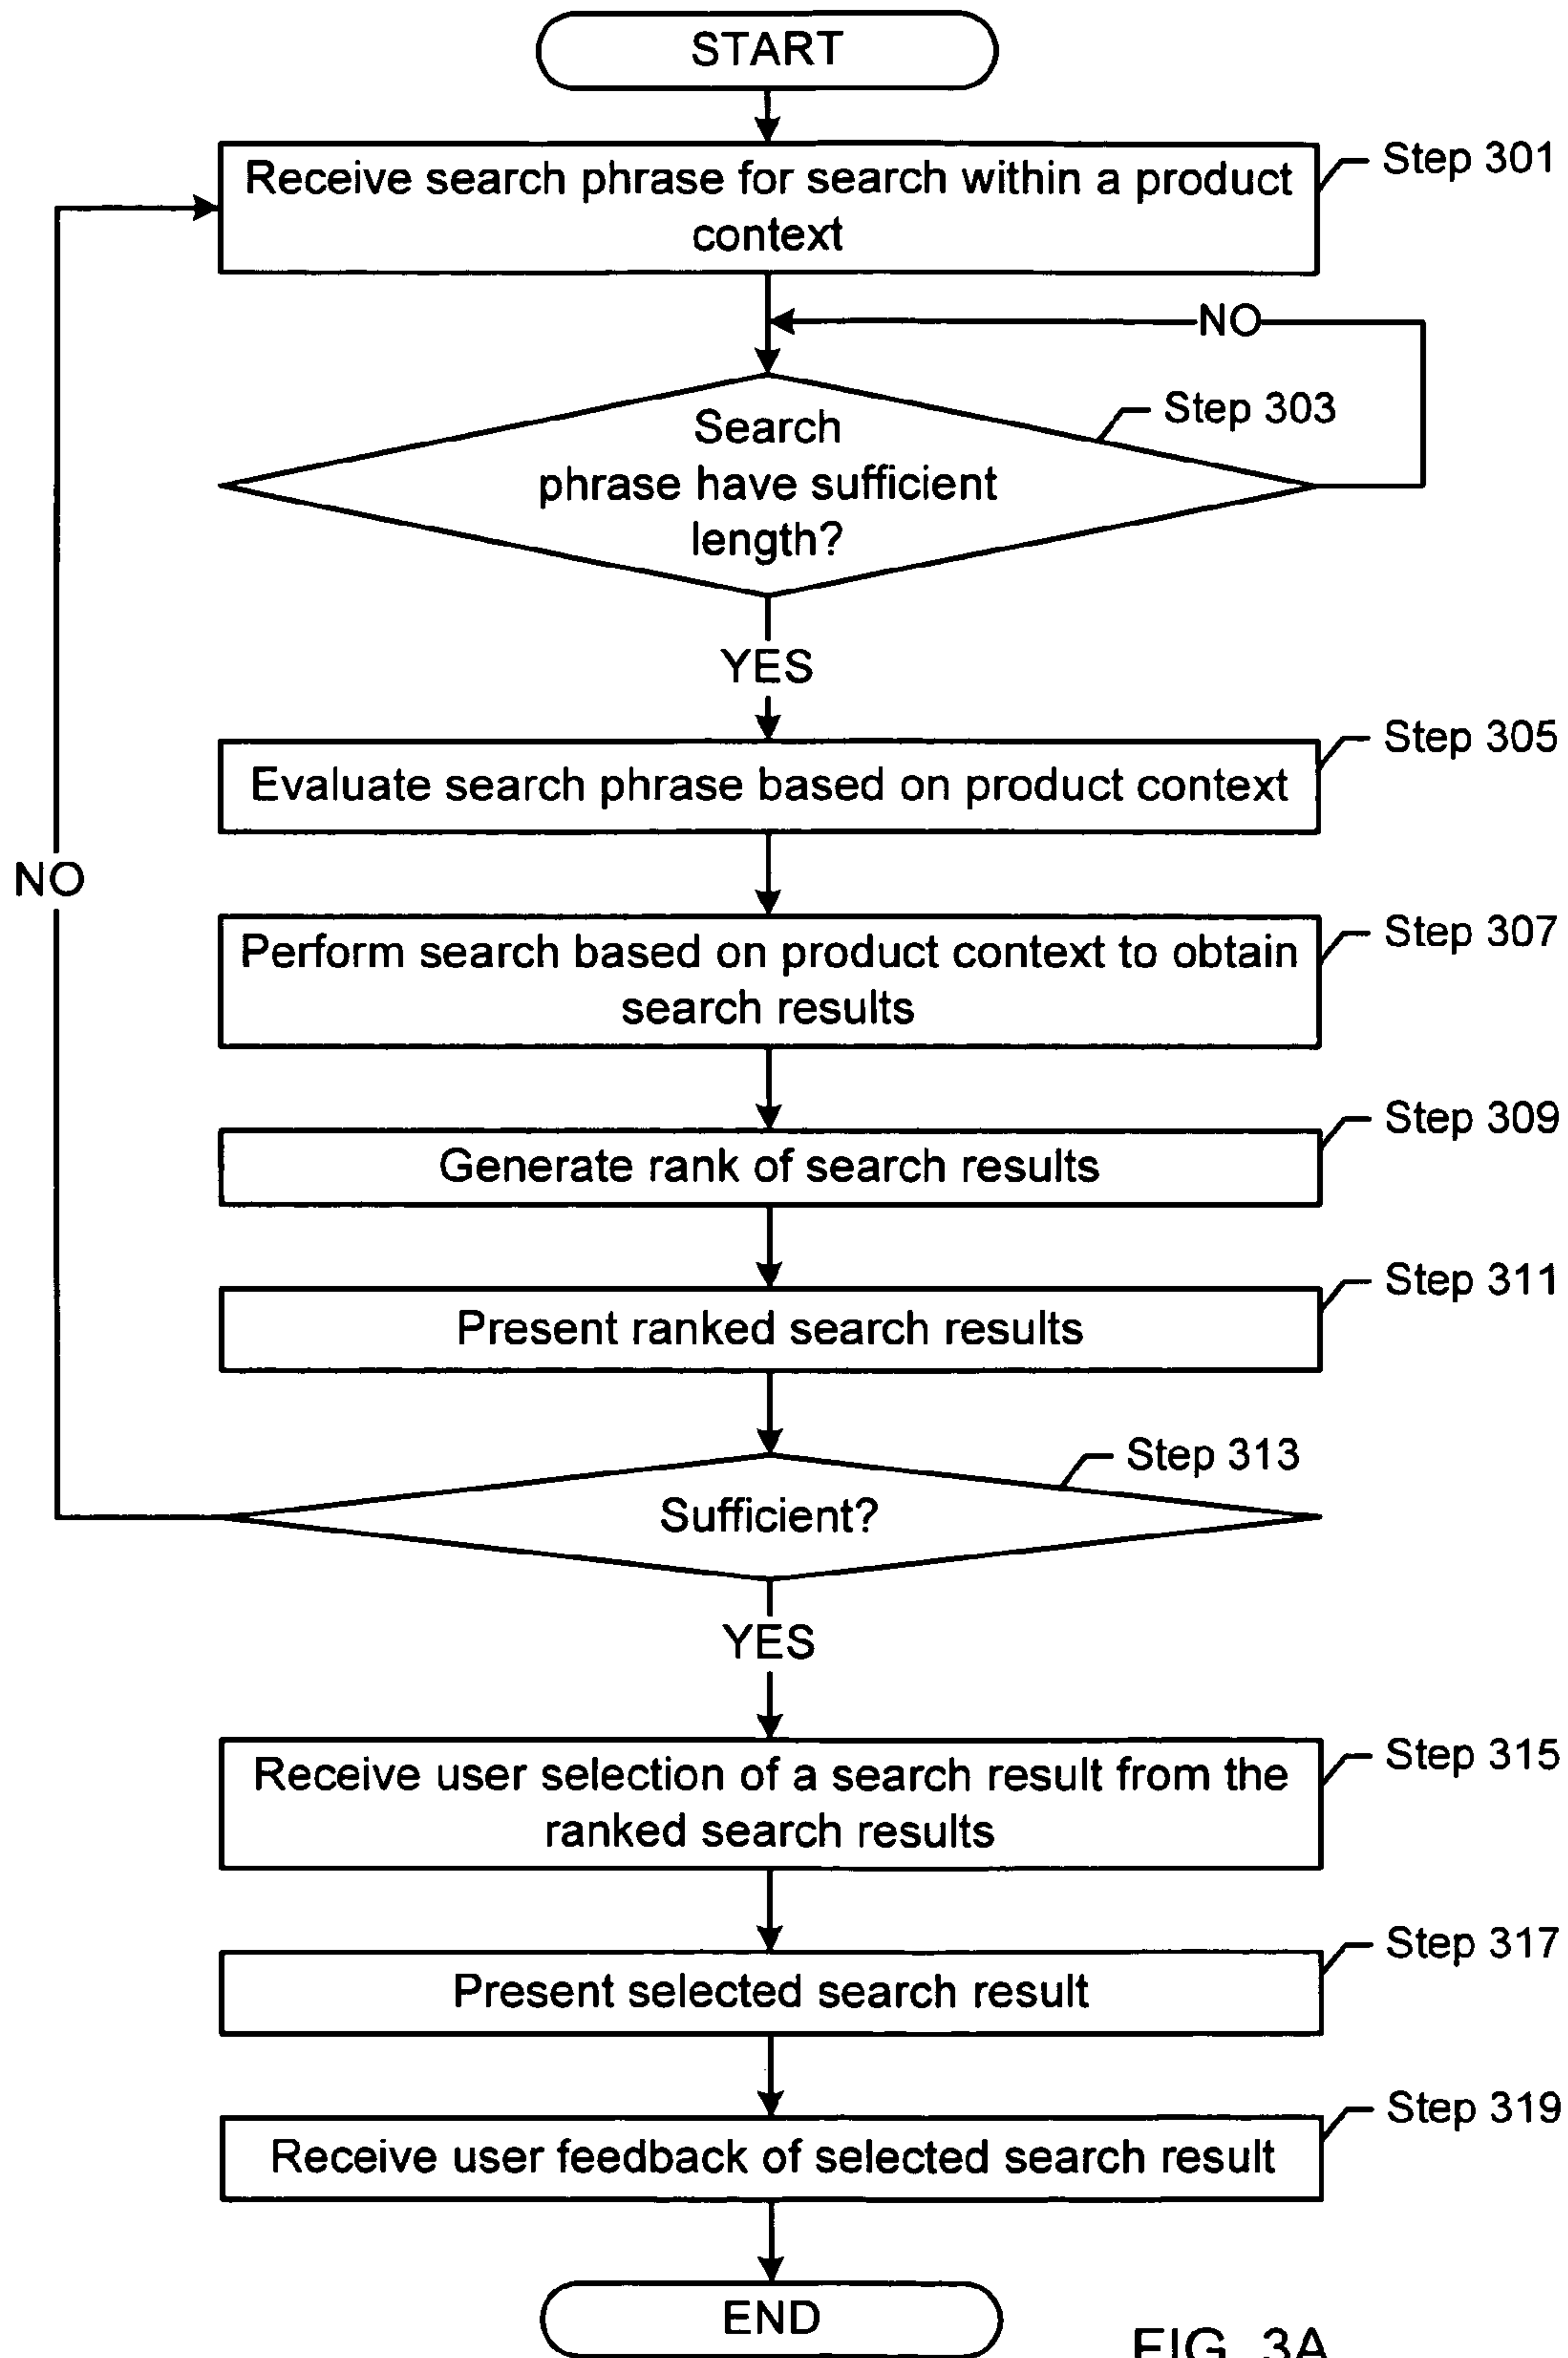 START
Receive search phrase for search within a product
context
Step 301
NO
Step 303
Search
phrase have sufficient
length?
YES
Step 305
Evaluate search phrase based on product context
NO
Step 307
Perform search based on product context to obtain
search results
Step 309
Generate rank of search results
Step 311
Present ranked search results
Step 313
Sufficient?
YES
Step 315
Receive user selection of a search result from the
ranked search results
Step 317
Present selected search result
Step 319
Receive user feedback of selected search result
END
FIG. 3A